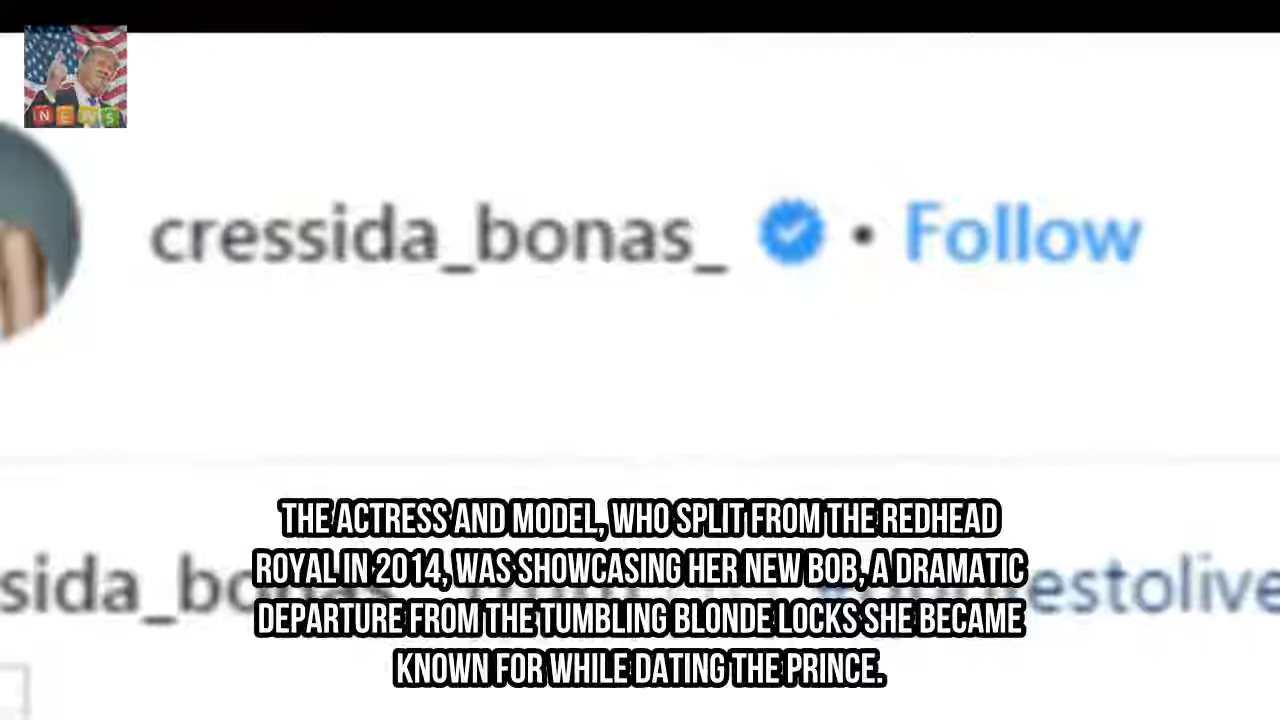 NEWS
cressida_bonas_ • Follow
sida_bo
estolive
THE ACTRESS AND MODEL, WHO SPLIT FROM THE REDHEAD
ROYAL IN 2014, WAS SHOWCASING HER NEW BOB, A DRAMATIC
DEPARTURE FROM THE TUMBLING BLONDE LOCKS SHE BECAME
KNOWN FOR WHILE DATING THE PRINCE.